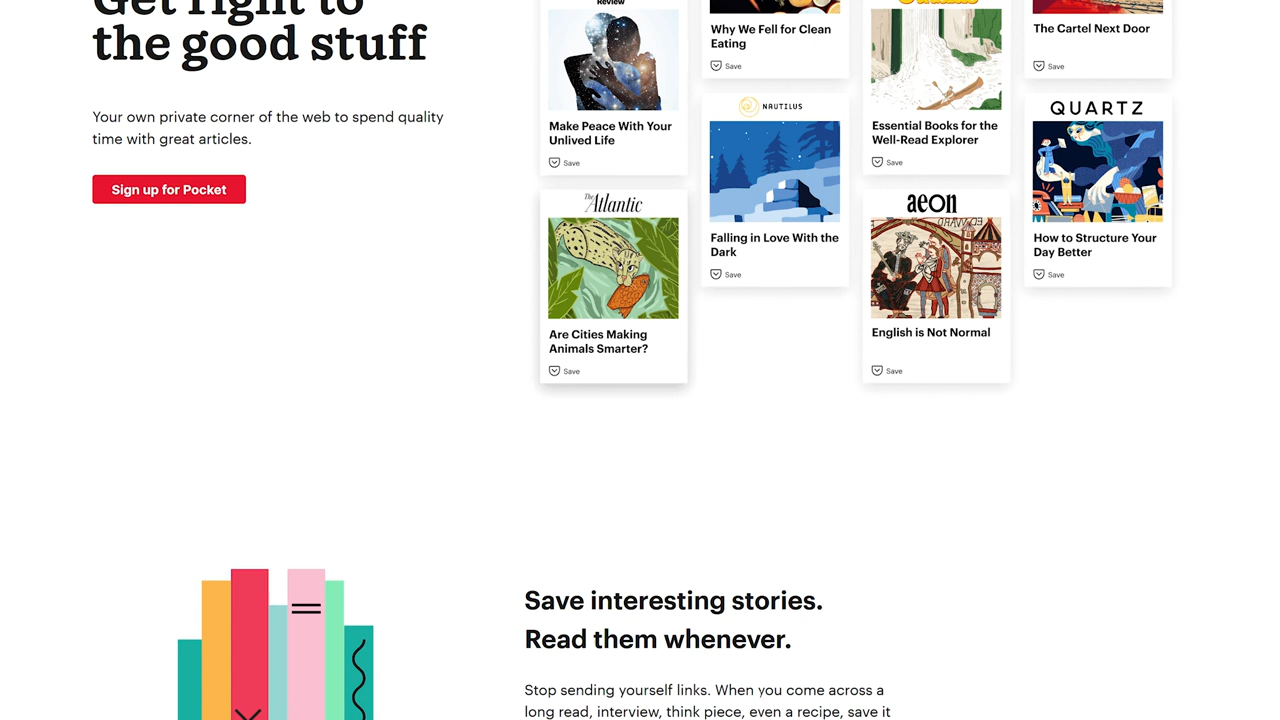 Get right to
the good stuff
Your own private corner of the web to spend quality
time with great articles.
Sign up for Pocket
Review
Make Peace With Your
Unlived Life
Save
The Atlantic
Are Cities Making
Animals Smarter?
Save
Why We Fell for Clean
Eating
Save
NAUTILUS
Falling in Love With the
Dark
Save
Essential Books for the
Well-Read Explorer
Save
aeon
English is Not Normal
Save
The Cartel Next Door
Save
QUARTZ
How to Structure Your
Day Better
Save
Save interesting stories.
Read them whenever.
Stop sending yourself links. When you come across a
long read, interview, think piece, even a recipe, save it